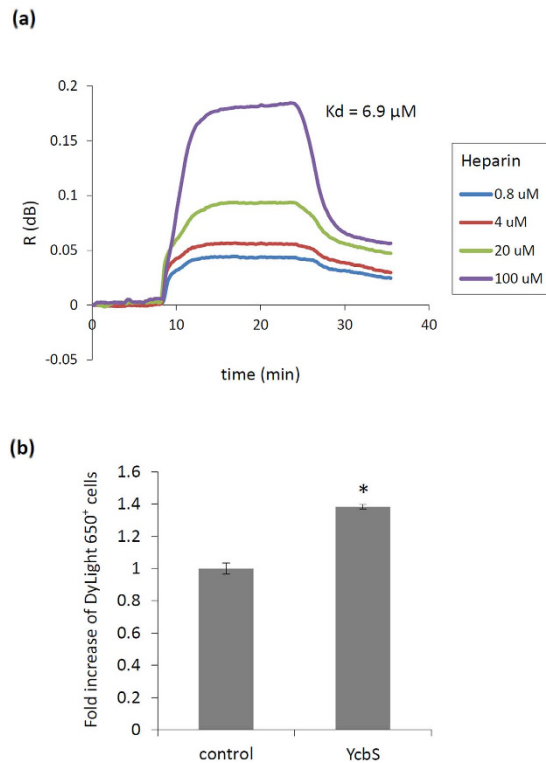 (a)
0.2
0.15
0.1
0.05
0
-0.05
R (dB)
Kd = 6.9 μM
0
10
20
30
40
time (min)
Heparin
0.8 uM
4 uM
20 uM
100 uM
(b)
1.6
1.4
1.2
1
0.8
0.6
0.4
0.2
0
Fold increase of DyLight 650⁺ cells
*
control
YcbS